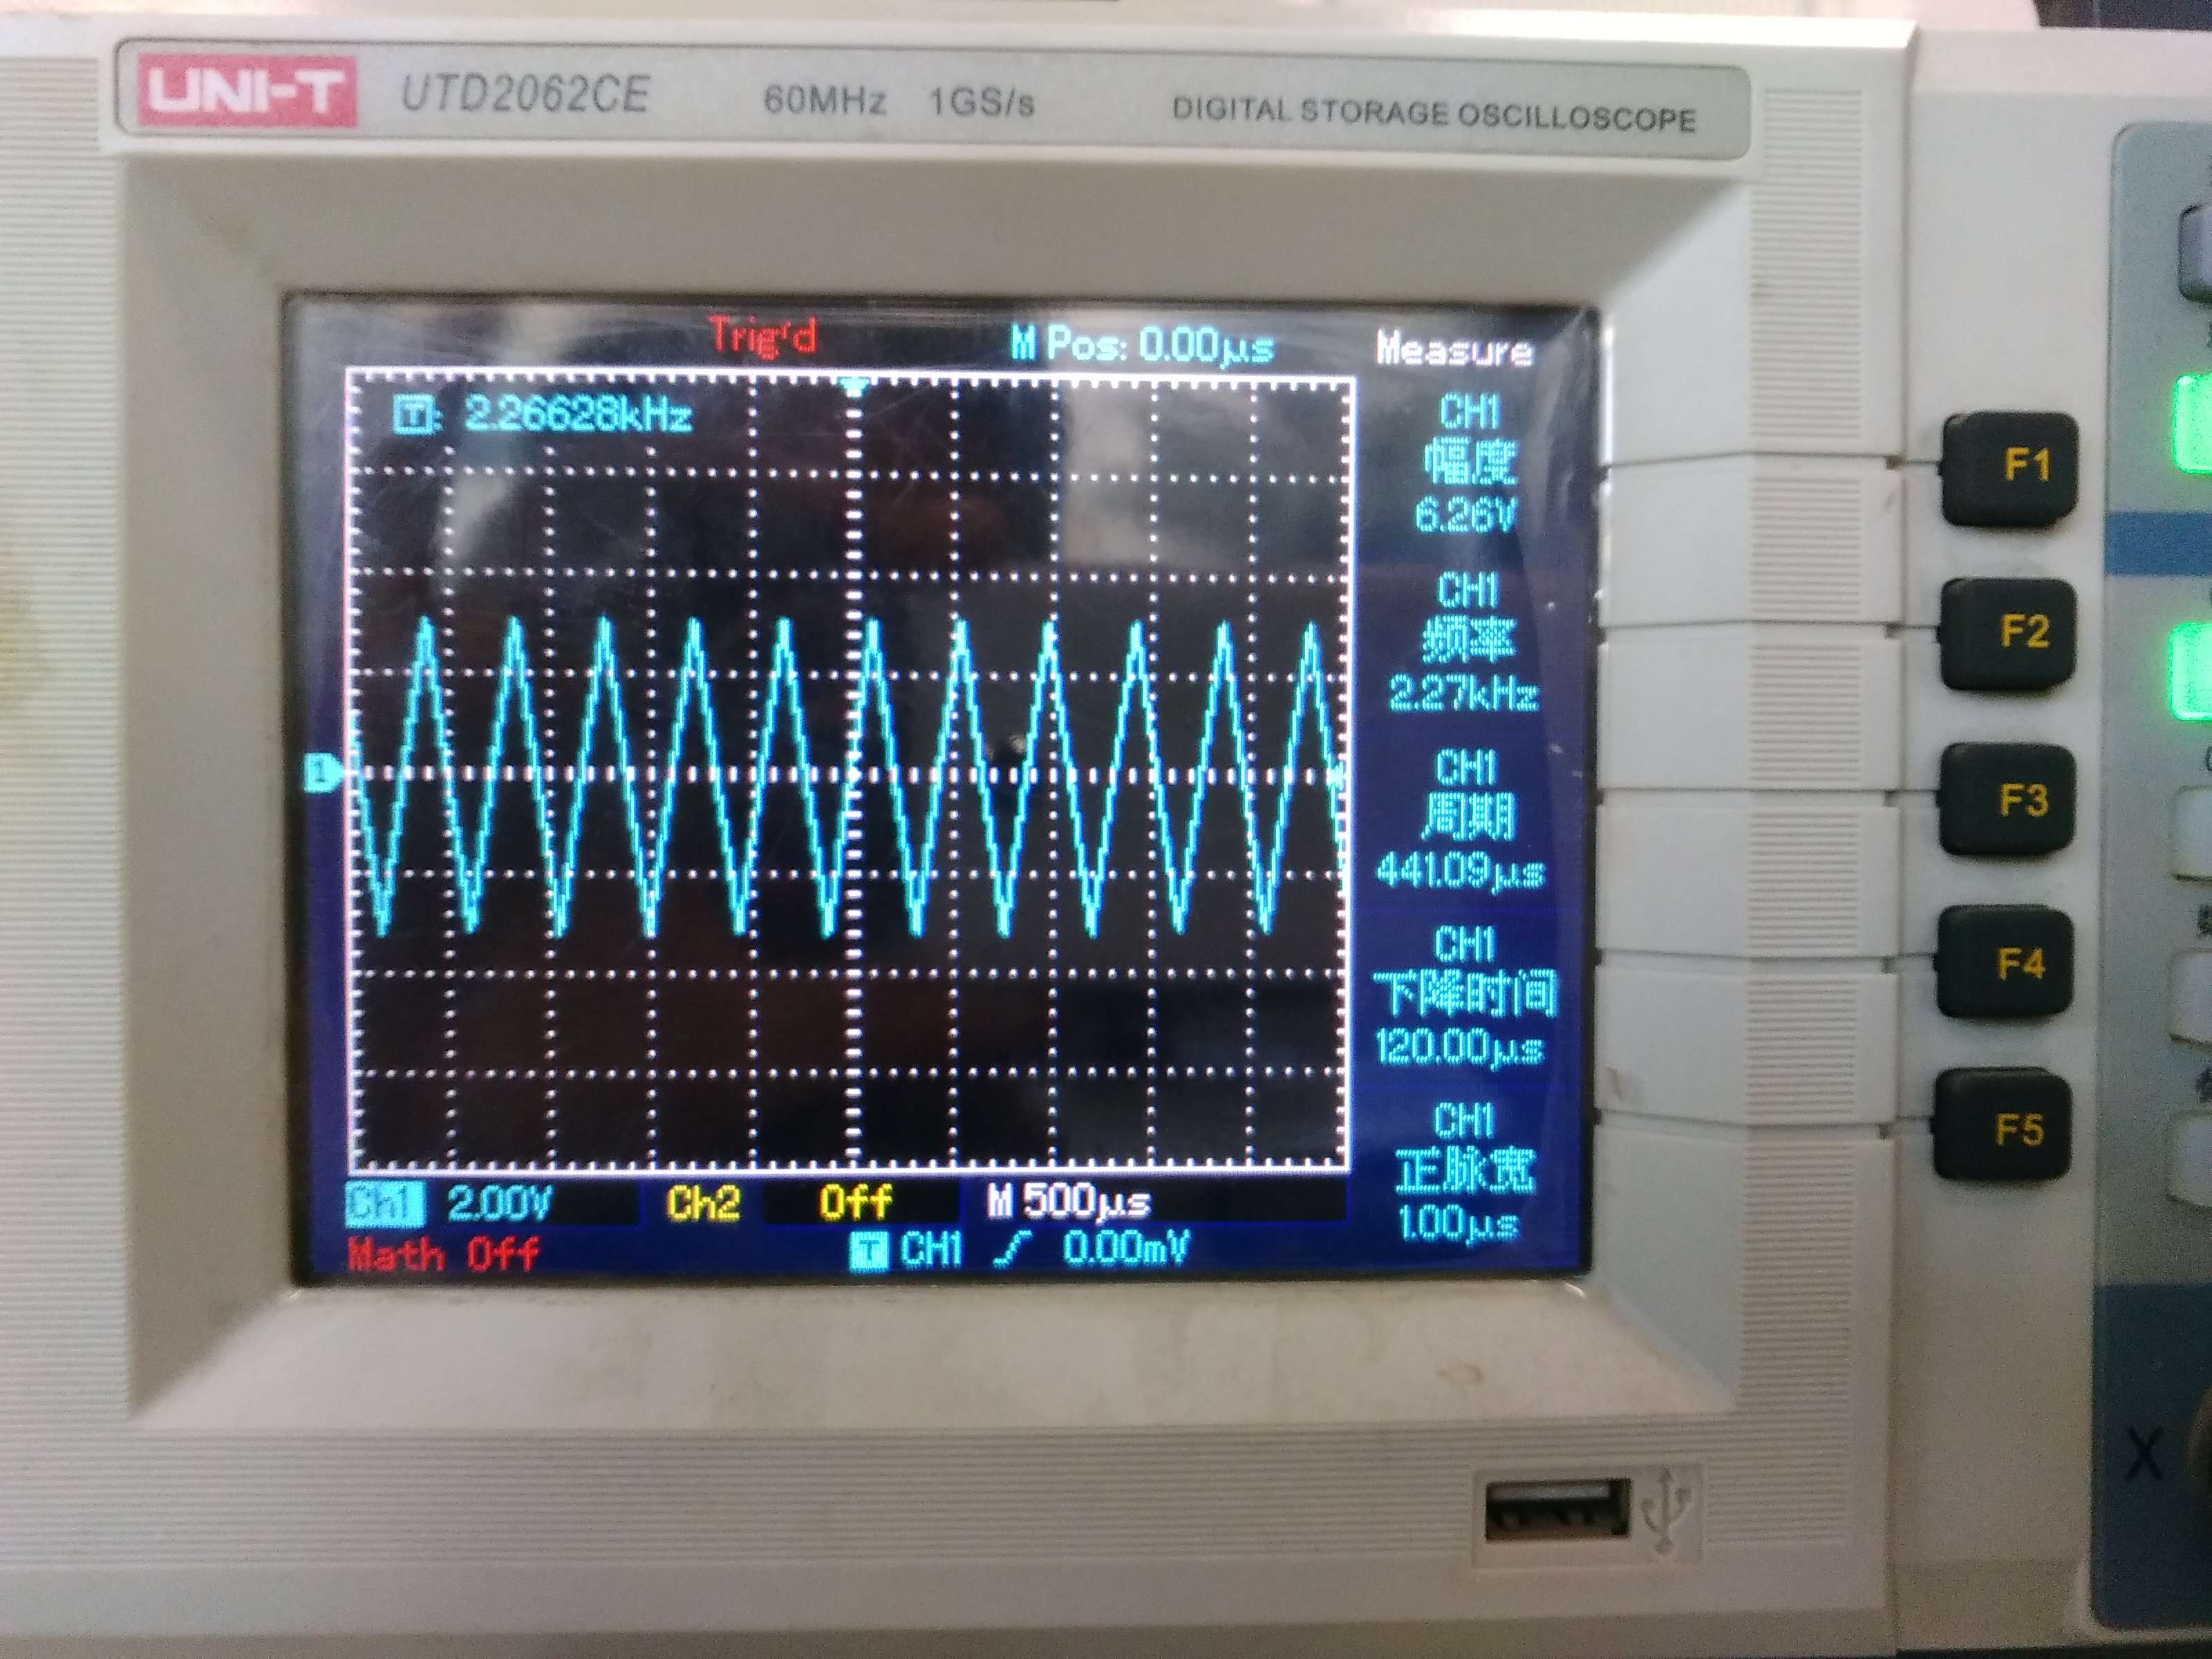 UNI-T UTD2062CE 60MHz 1GS/s DIGITAL STORAGE OSCILLOSCOPE
Trig'd M Pos: 0.00μs Measure
T: 2.26628kHz
CH1
幅度
6.26V
CH1
频率
2.27kHz
CH1
周期
441.09μs
CH1
下降时间
120.00μs
CH1
正脉宽
1.00μs
1
Ch1 2.00V Ch2 Off M 500μs
Math Off T CH1 0.00mV
F1
F2
F3
F4
F5
X